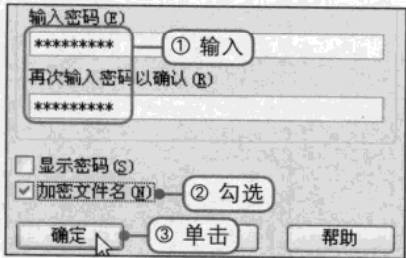 输入密码(E)
********* ① 输入
再次输入密码以确认(R)
*********
显示密码(S)
加密文件名(N) ② 勾选
确定 ③ 单击 帮助